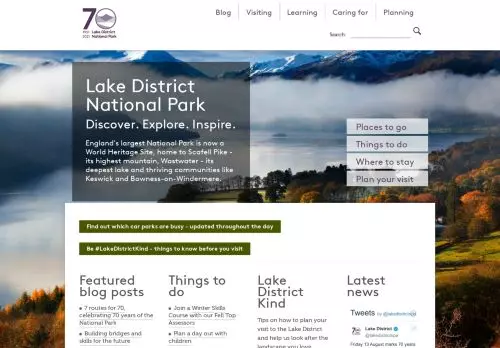 Blog Visiting Learning Caring for Planning
70
1951
2021
Lake District
National Park
Search:
Lake District
National Park
Discover. Explore. Inspire.
England's largest National Park is now a
World Heritage Site, home to Scafell Pike -
its highest mountain, Wastwater - its
deepest lake and thriving communities like
Keswick and Bowness-on-Windermere.
Places to go
Things to do
Where to stay
Plan your visit
Find out which car parks are busy - updated throughout the day
Be #LakeDistrictKind - things to know before you visit
Featured
blog posts
7 routes for 70,
celebrating 70 years of the
National Park
Building bridges and
skills for the future
Things to
do
Join a Winter Skills
Course with our Fell Top
Assessors
Plan a day out with
children
Lake
District
Kind
Tips on how to plan your
visit to the Lake District
and help us look after the
landscape you love
Latest
news
Tweets by @lakedistrictnpa
Lake District
@lakedistrictnpa
Friday 13 August marks 70 years